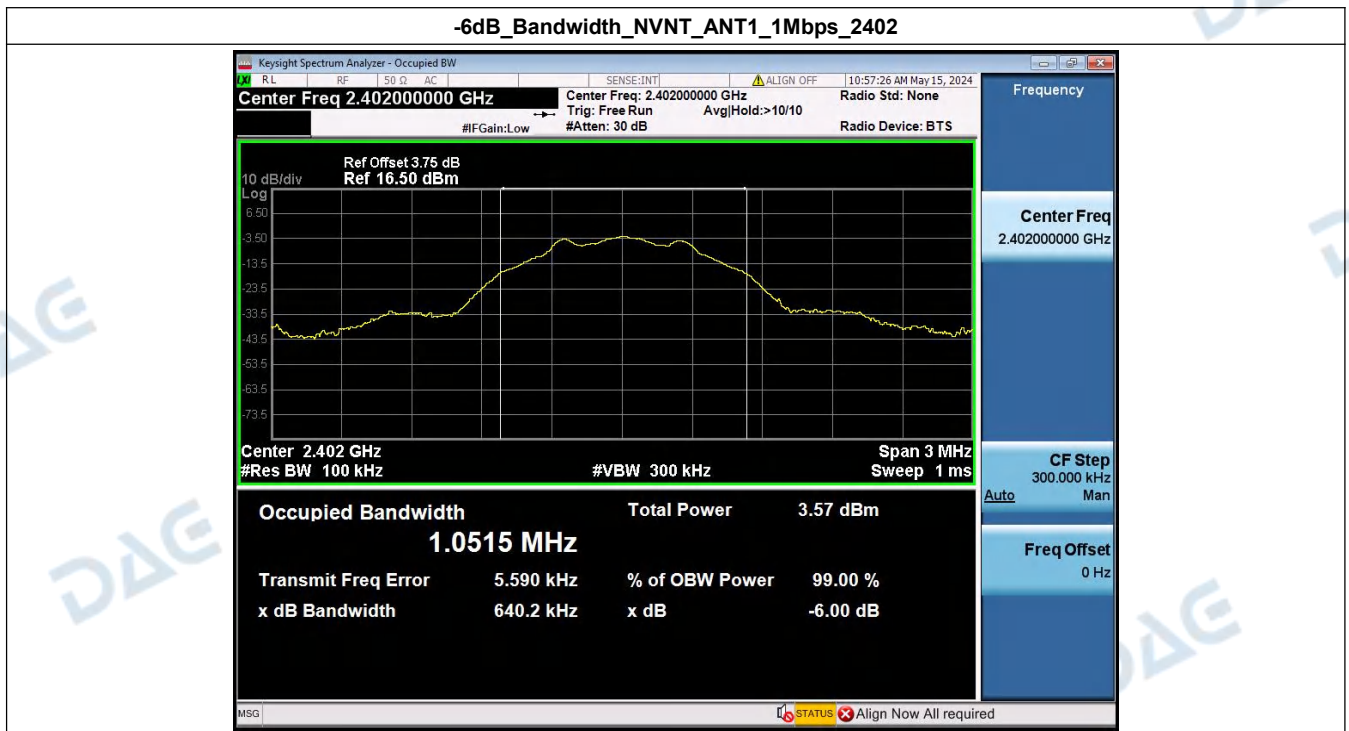 -6dB_Bandwidth_NVNT_ANT1_1Mbps_2402
Keysight Spectrum Analyzer - Occupied BW
LXI RL RF 50 Ω AC SENSE:INT ALIGN OFF 10:57:26 AM May 15, 2024
Center Freq 2.402000000 GHz
Center Freq: 2.402000000 GHz
Radio Std: None
Trig: Free Run Avg|Hold:>10/10
#IFGain:Low #Atten: 30 dB Radio Device: BTS
Frequency
Ref Offset 3.75 dB
10 dB/div Ref 16.50 dBm
Log
6.50
-3.50
-13.5
-23.5
-33.5
-43.5
-53.5
-63.5
-73.5
Center 2.402 GHz Span 3 MHz
#Res BW 100 kHz #VBW 300 kHz Sweep 1 ms
Center Freq
2.402000000 GHz
CF Step
300.000 kHz
Auto Man
Freq Offset
0 Hz
Occupied Bandwidth Total Power 3.57 dBm
1.0515 MHz
Transmit Freq Error 5.590 kHz % of OBW Power 99.00 %
x dB Bandwidth 640.2 kHz x dB -6.00 dB
MSG STATUS Align Now All required
DAE
DAE